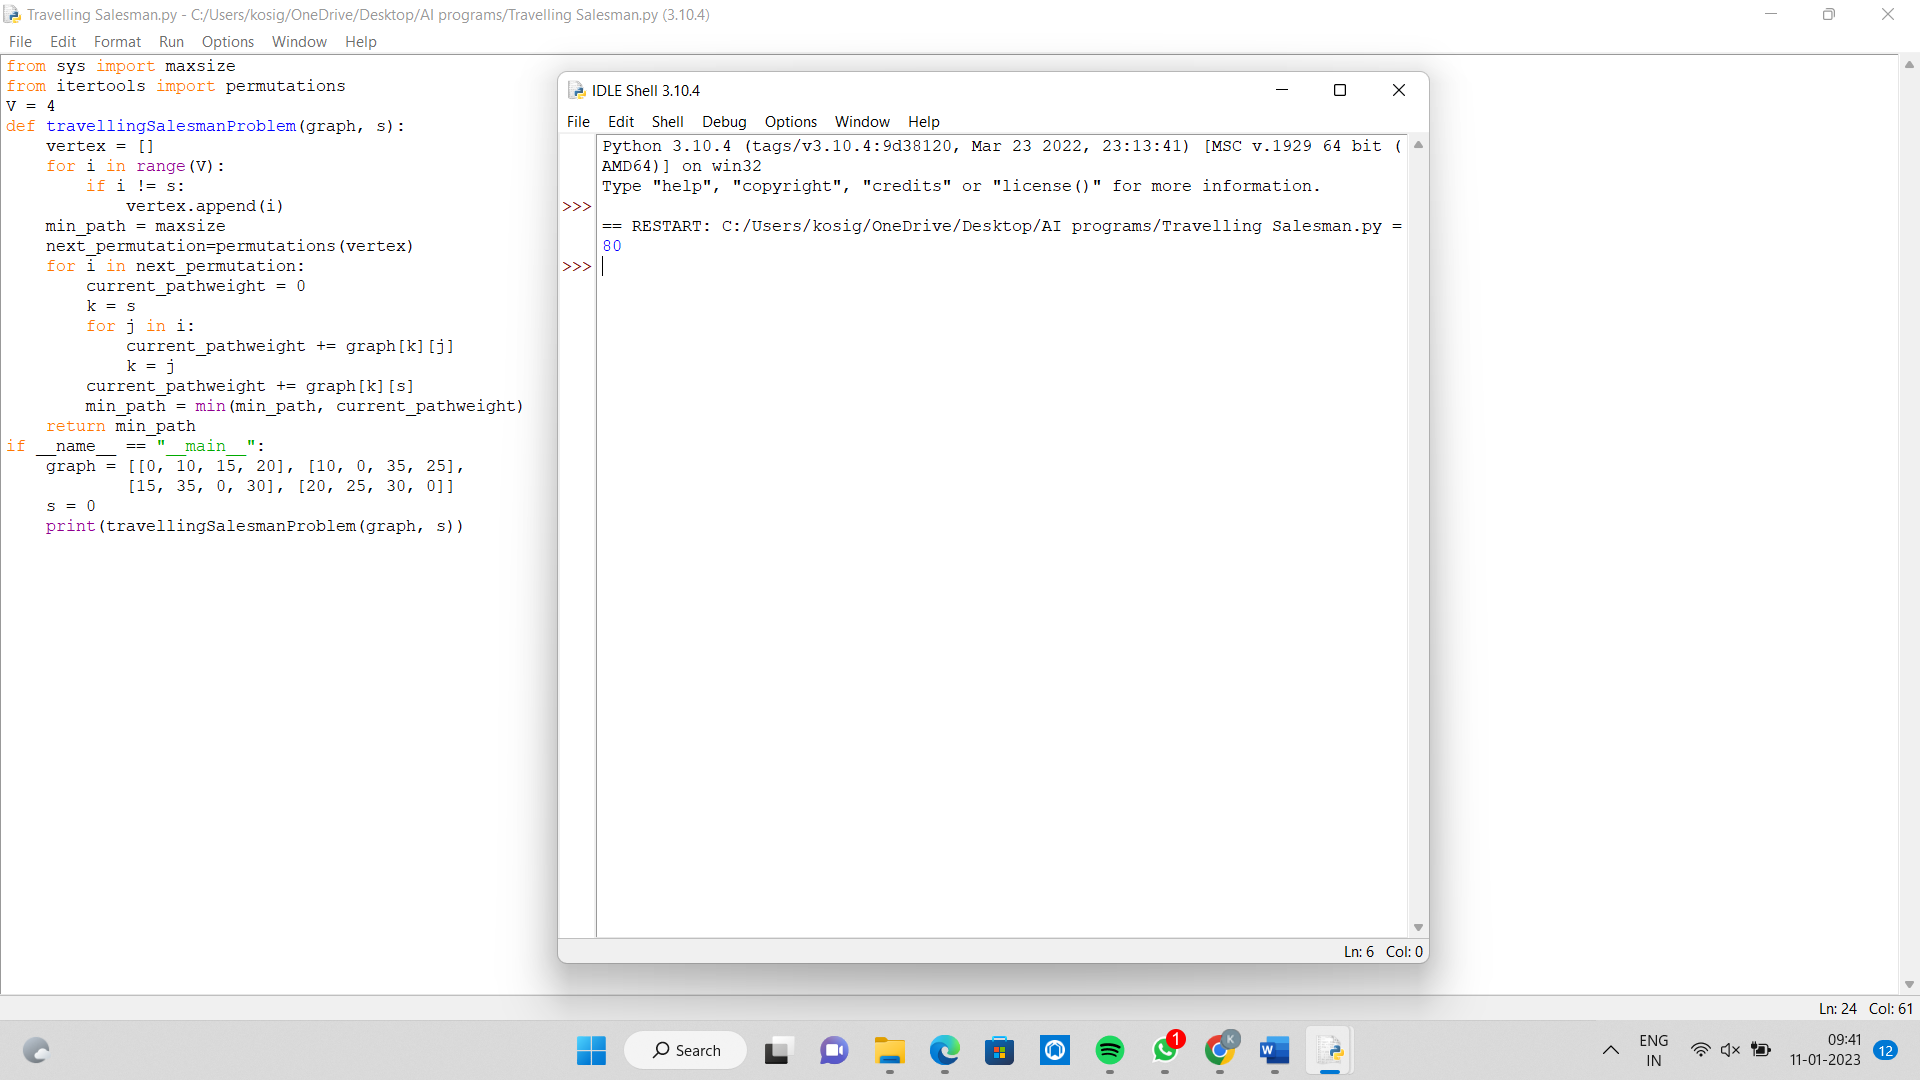 Travelling Salesman.py - C:/Users/kosig/OneDrive/Desktop/AI programs/Travelling Salesman.py (3.10.4)
File Edit Format Run Options Window Help
from sys import maxsize
from itertools import permutations
V = 4
def travellingSalesmanProblem(graph, s):
    vertex = []
    for i in range(V):
        if i != s:
            vertex.append(i)
    min_path = maxsize
    next_permutation=permutations(vertex)
    for i in next_permutation:
        current_pathweight = 0
        k = s
        for j in i:
            current_pathweight += graph[k][j]
            k = j
        current_pathweight += graph[k][s]
        min_path = min(min_path, current_pathweight)
    return min_path
if __name__ == "__main__":
    graph = [[0, 10, 15, 20], [10, 0, 35, 25],
            [15, 35, 0, 30], [20, 25, 30, 0]]
    s = 0
    print(travellingSalesmanProblem(graph, s))
IDLE Shell 3.10.4
File Edit Shell Debug Options Window Help
Python 3.10.4 (tags/v3.10.4:9d38120, Mar 23 2022, 23:13:41) [MSC v.1929 64 bit (
AMD64)] on win32
Type "help", "copyright", "credits" or "license()" for more information.
>>>
== RESTART: C:/Users/kosig/OneDrive/Desktop/AI programs/Travelling Salesman.py =
80
>>>
Ln: 6 Col: 0
Ln: 24 Col: 61
Search
1
K
W
ENG
IN
09:41
11-01-2023
12